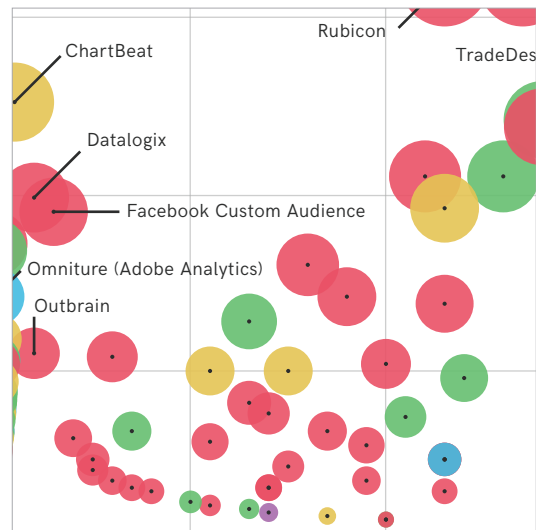 Rubicon
ChartBeat
TradeDes
Datalogix
Facebook Custom Audience
Omniture (Adobe Analytics)
Outbrain